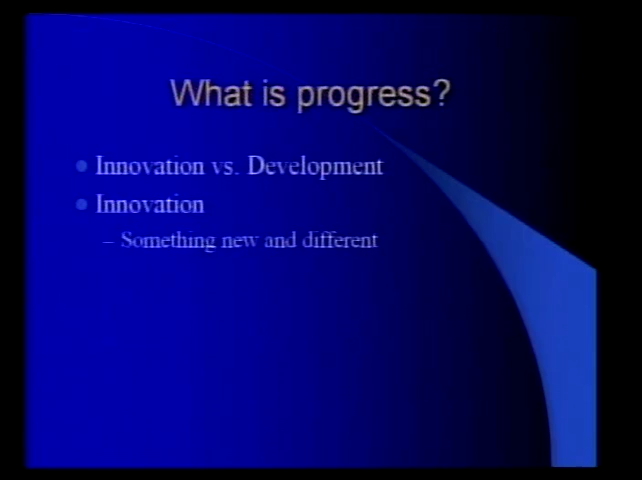 What is progress?
Innovation vs. Development
Innovation
– Something new and different